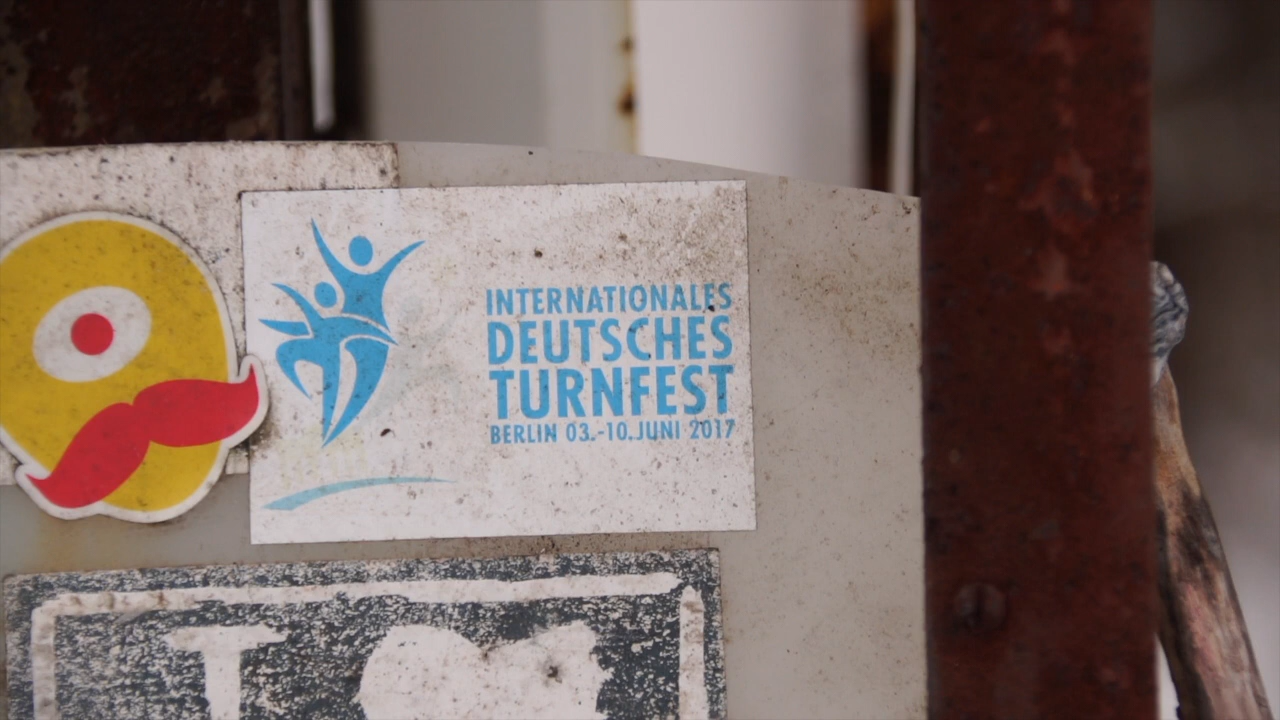 INTERNATIONALES
DEUTSCHES
TURNFEST
BERLIN 03.-10.JUNI 2017
I